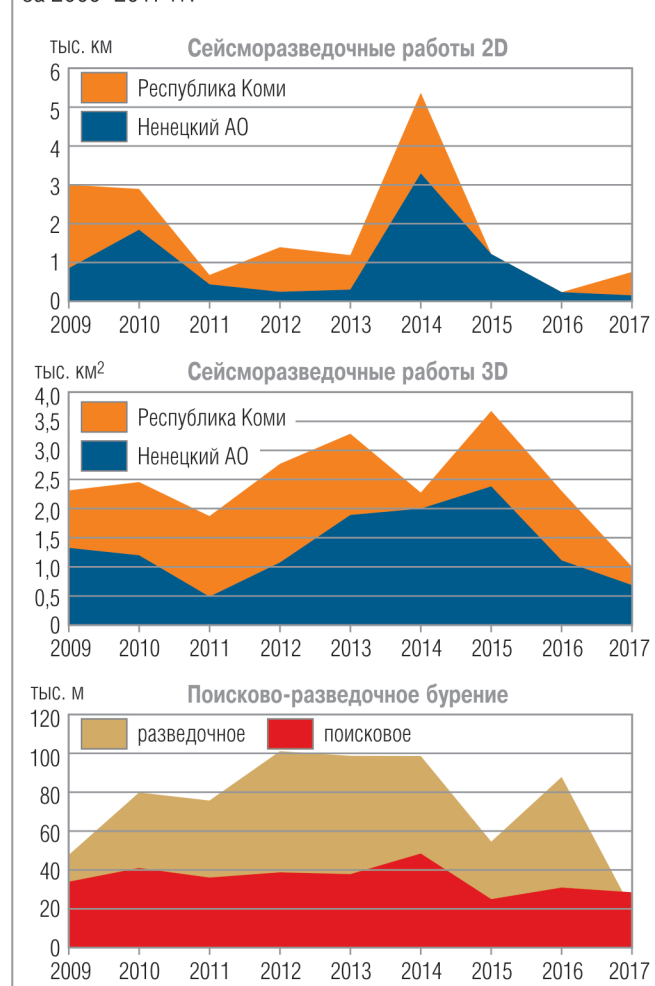 тыс. км
Сейсморазведочные работы 2D
6
Республика Коми
5
Ненецкий АО
4
3
2
1
0
2009 2010 2011 2012 2013 2014 2015 2016 2017
тыс. км2
Сейсморазведочные работы 3D
4,0
3,5
Республика Коми
3,0
Ненецкий АО
2,5
2,0
1,5
1,0
0,5
0
2009 2010 2011 2012 2013 2014 2015 2016 2017
тыс. м
Поисково-разведочное бурение
120
разведочное поисковое
100
80
60
40
20
0
2009 2010 2011 2012 2013 2014 2015 2016 2017